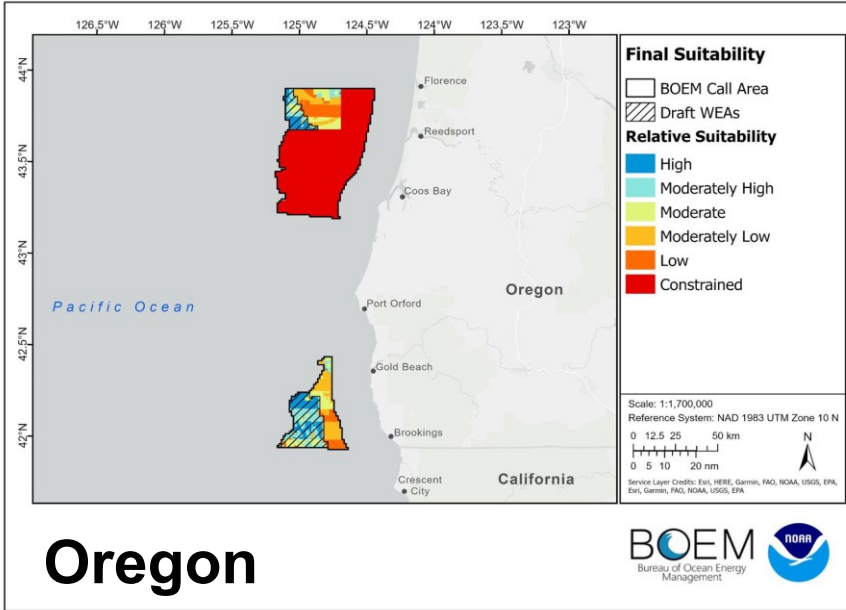 126,5°W 126°W 125,5°W 125°W 124,5°W 124°W 123,5°W 123°W
44°N
43,5°N
43°N
42,5°N
42°N
Florence
Reedsport
Coos Bay
Port Orford
Gold Beach
Brookings
Crescent
City
Oregon
California
Pacific Ocean
Final Suitability
BOEM Call Area
Draft WEAs
Relative Suitability
High
Moderately High
Moderate
Moderately Low
Low
Constrained
Scale: 1:1,700,000
Reference System: NAD 1983 UTM Zone 10 N
0 12.5 25 50 km
0 5 10 20 nm
N
Service Layer Credits: Esri, HERE, Garmin, FAO, NOAA, USGS, EPA,
Esri, Garmin, FAO, NOAA, USGS, EPA
Oregon
BOEM
Bureau of Ocean Energy
Management
NOAA